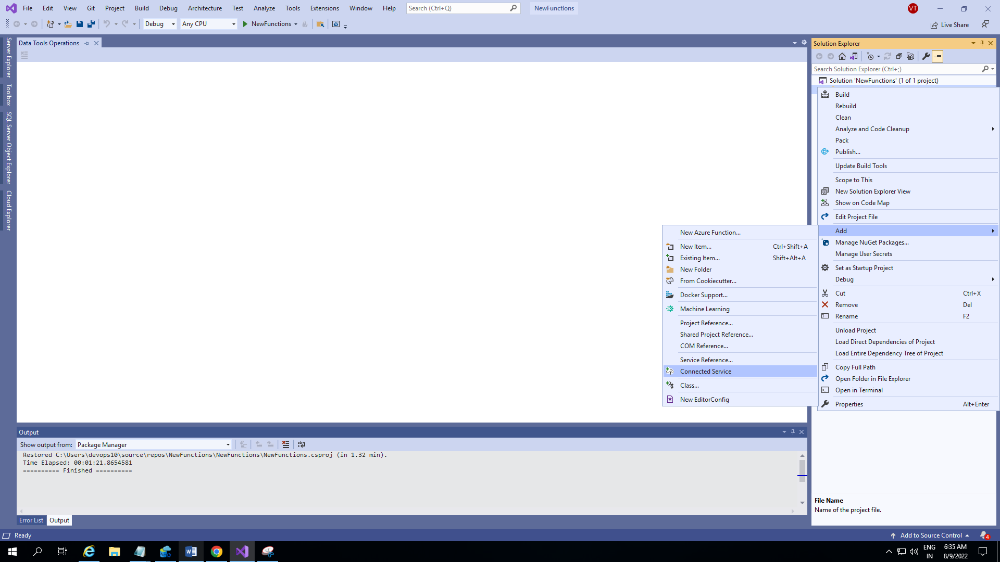 File Edit View Git Project Build Debug Architecture Test Analyze Tools Extensions Window Help Search (Ctrl+Q) NewFunctions VT
Debug Any CPU NewFunctions Live Share
Server Explorer
Toolbox
SQL Server Object Explorer
Cloud Explorer
Data Tools Operations
Solution Explorer
Search Solution Explorer (Ctrl+;)
Solution 'NewFunctions' (1 of 1 project)
Build
Rebuild
Clean
Analyze and Code Cleanup
Pack
Publish...
Update Build Tools
Scope to This
New Solution Explorer View
Show on Code Map
Edit Project File
Add
Manage NuGet Packages...
Manage User Secrets
Set as Startup Project
Debug
Cut Ctrl+X
Remove Del
Rename F2
Unload Project
Load Direct Dependencies of Project
Load Entire Dependency Tree of Project
Copy Full Path
Open Folder in File Explorer
Open in Terminal
Properties Alt+Enter
New Azure Function...
New Item... Ctrl+Shift+A
Existing Item... Shift+Alt+A
New Folder
From Cookiecutter...
Docker Support...
Machine Learning
Project Reference...
Shared Project Reference...
COM Reference...
Service Reference...
Connected Service
Class...
New EditorConfig
Output
Show output from: Package Manager
Restored C:\Users\devops10\source\repos\NewFunctions\NewFunctions\NewFunctions.csproj (in 1.32 min).
Time Elapsed: 00:01:21.8654581
========== Finished ==========
File Name
Name of the project file.
Error List Output
Ready Add to Source Control 4
ENG
IN
6:35 AM
8/9/2022